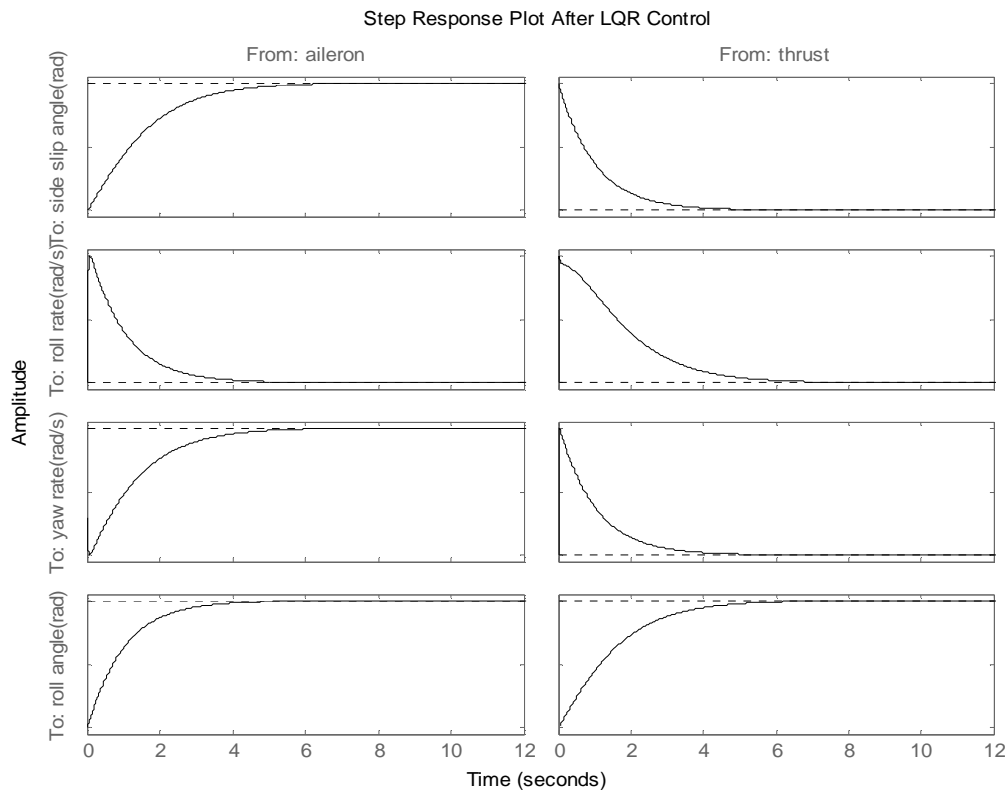 Step Response Plot After LQR Control
From: aileron
From: thrust
To: side slip angle(rad)
To: roll rate(rad/s)
To: yaw rate(rad/s)
To: roll angle(rad)
Amplitude
0 2 4 6 8 10 12
0 2 4 6 8 10 12
Time (seconds)